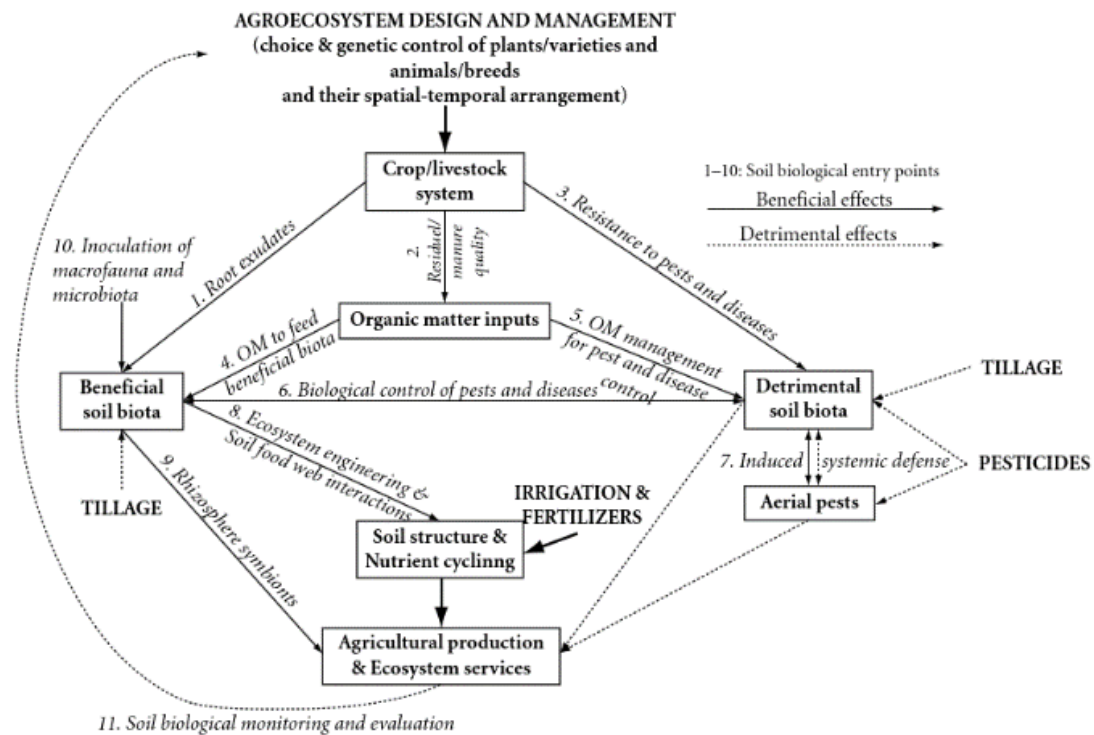 AGROECOSYSTEM DESIGN AND MANAGEMENT
(choice & genetic control of plants/varieties and
animals/breeds
and their spatial-temporal arrangement)
Crop/livestock
system
1–10: Soil biological entry points
Beneficial effects
Detrimental effects
10. Inoculation of
macrofauna and
microbiota
1. Root exudates
2.
Residuel/
manure
quality
3. Resistance to pests and diseases
Organic matter inputs
4. OM to feed
beneficial biota
5. OM management
for pest and disease
control
Beneficial
soil biota
6. Biological control of pests and diseases
Detrimental
soil biota
TILLAGE
8. Ecosystem engineering &
Soil food web interactions
7. Induced systemic defense
PESTICIDES
TILLAGE
9. Rhizosphere symbionts
IRRIGATION &
FERTILIZERS
Aerial pests
Soil structure &
Nutrient cyclinng
Agricultural production
& Ecosystem services
11. Soil biological monitoring and evaluation